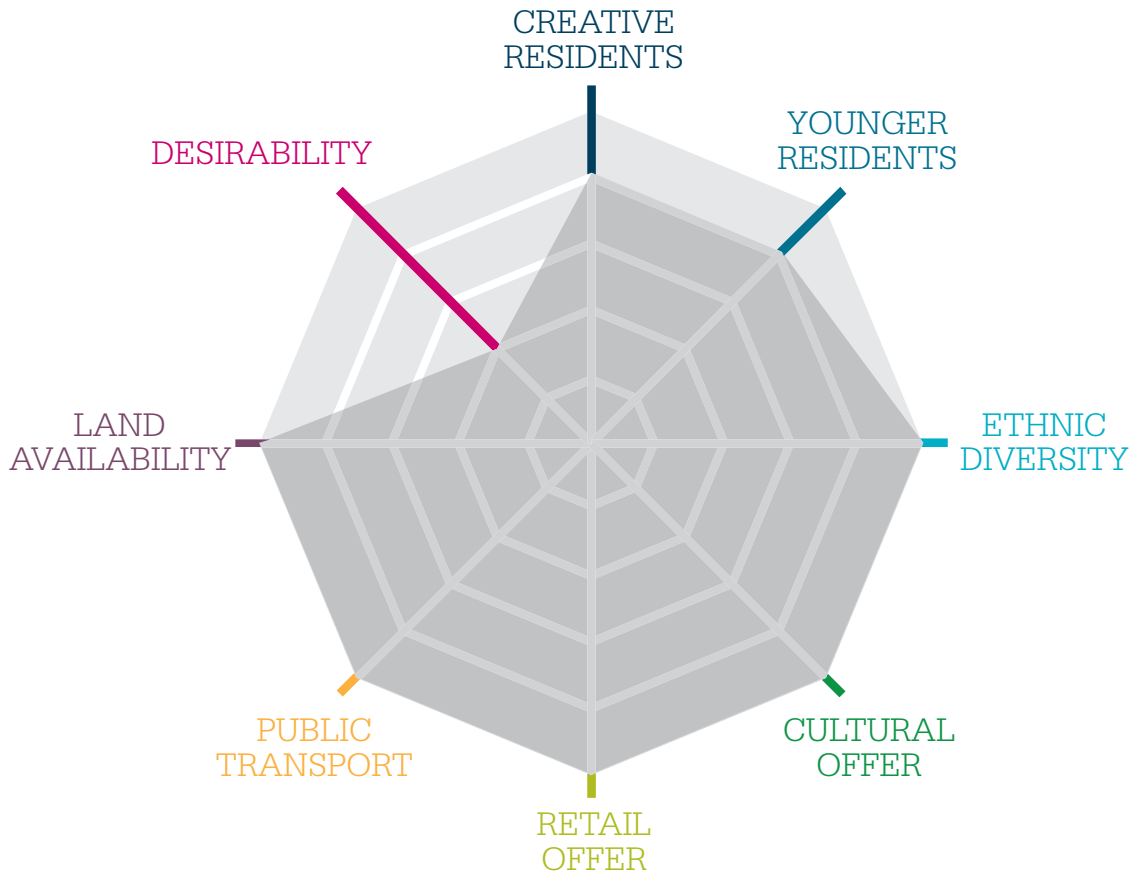 CREATIVE
RESIDENTS
YOUNGER
RESIDENTS
DESIRABILITY
ETHNIC
DIVERSITY
LAND
AVAILABILITY
CULTURAL
OFFER
PUBLIC
TRANSPORT
RETAIL
OFFER